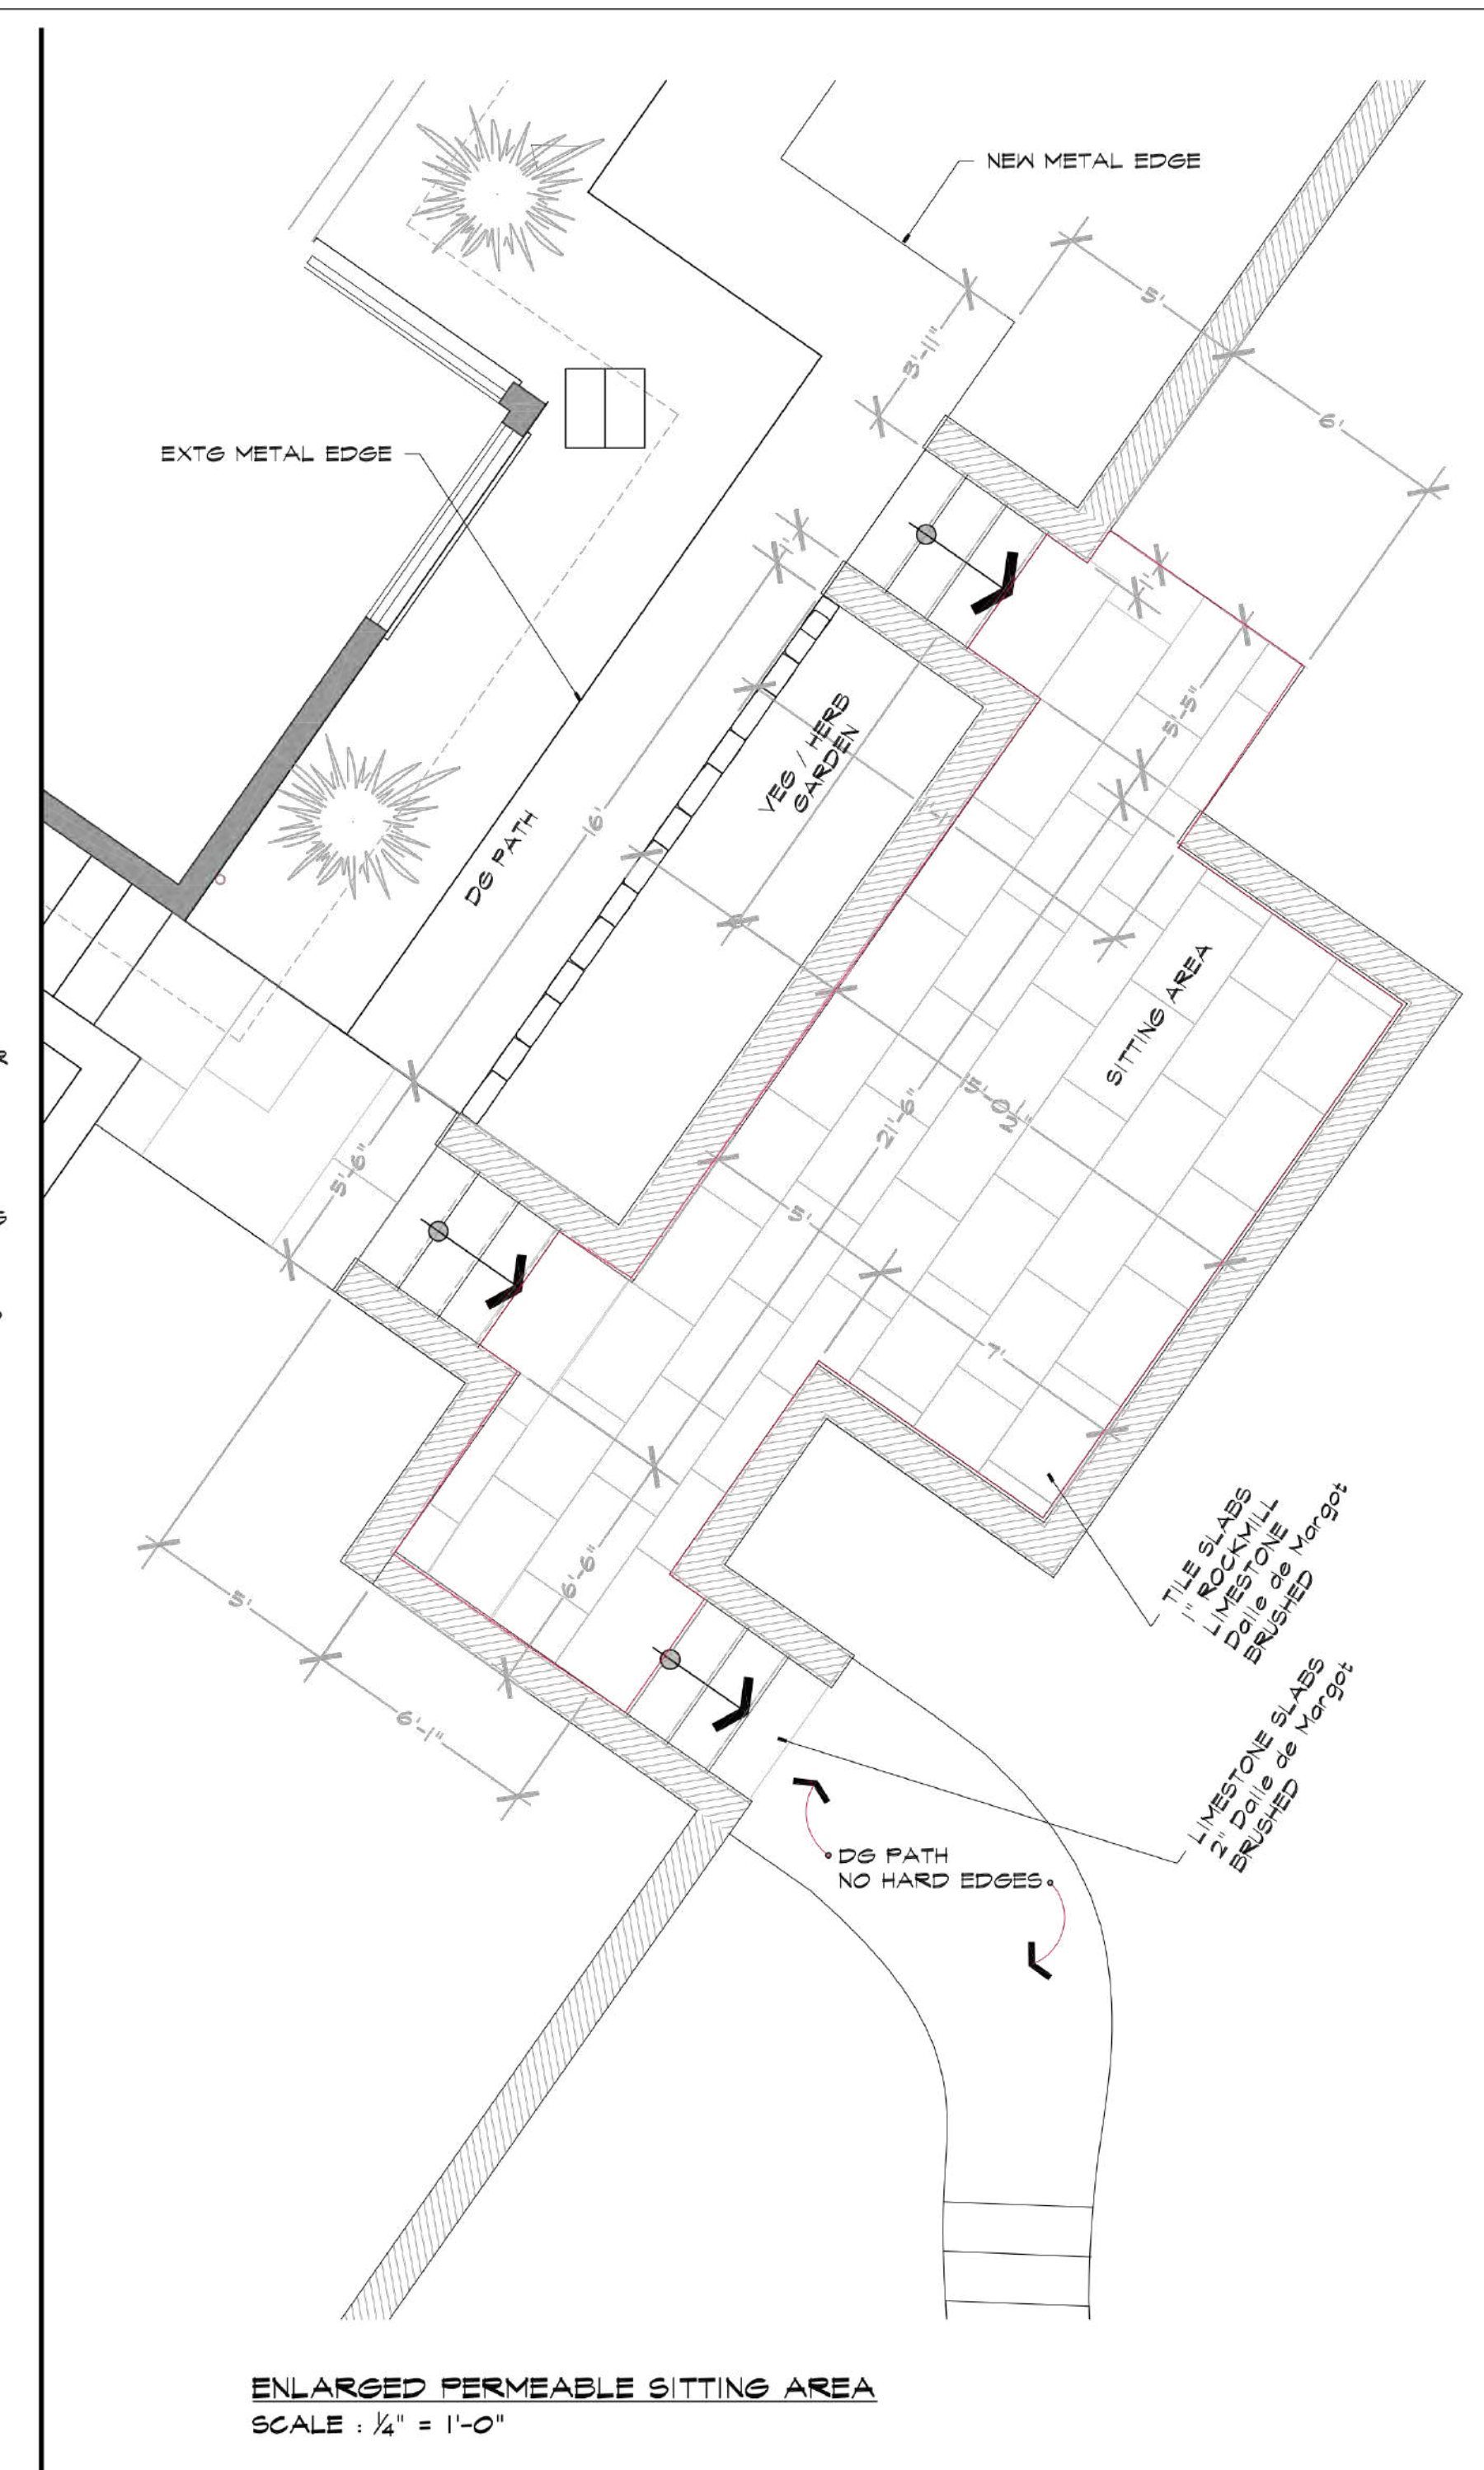 NEW METAL EDGE
5'
3'-11"
6'
EXTG METAL EDGE
1'
1'
VEG / HERB
GARDEN
5'-5"
16'
DG PATH
SITTING AREA
15'-0 1/2"
21'-6"
5'-6"
5'
7'
TILE SLABS
1" ROCKMILL
LIMESTONE
Dalle de Margot
BRUSHED
6'-6"
5'
6'-1"
LIMESTONE SLABS
2" Dalle de Margot
BRUSHED
DG PATH
NO HARD EDGES
ENLARGED PERMEABLE SITTING AREA
SCALE : ¼" = 1'-0"